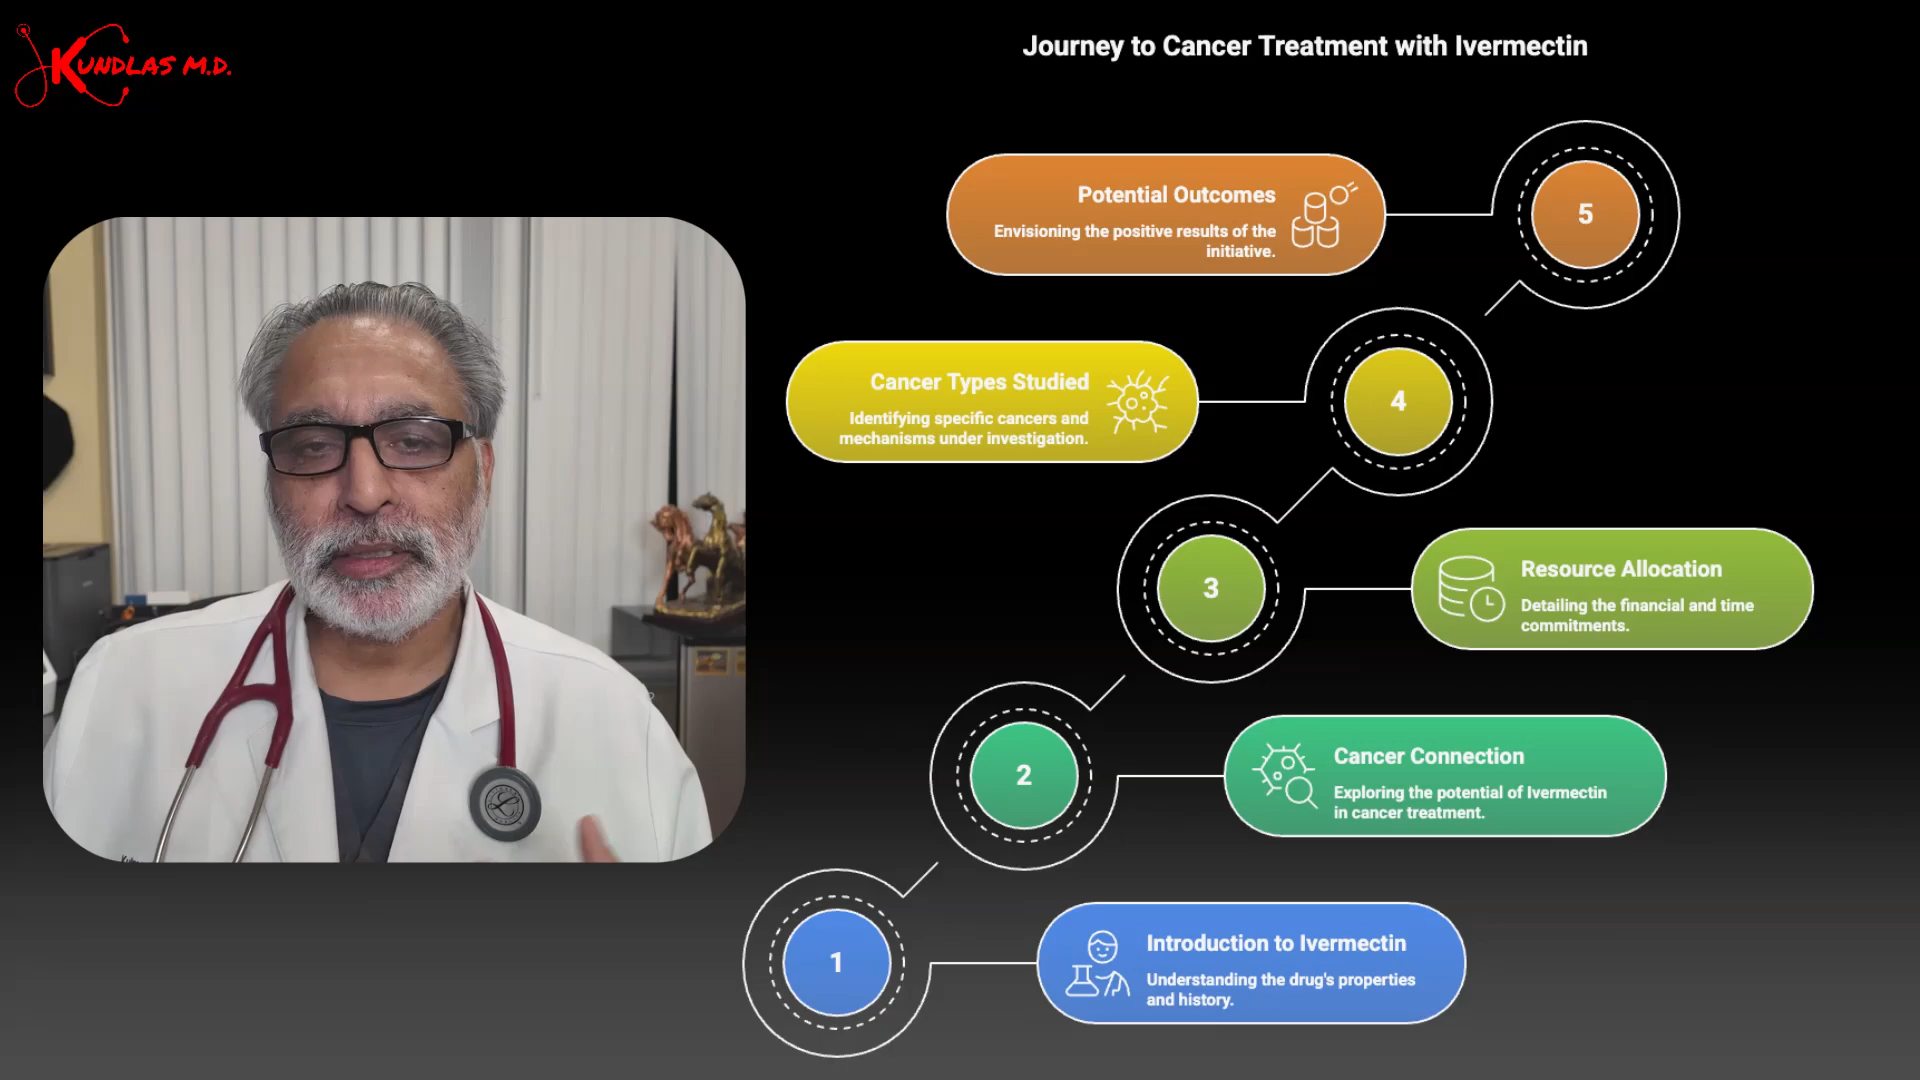 KUNDLAS M.D.
Journey to Cancer Treatment with Ivermectin
Potential Outcomes
Envisioning the positive results of the
initiative.
5
Cancer Types Studied
Identifying specific cancers and
mechanisms under investigation.
4
3
Resource Allocation
Detailing the financial and time
commitments.
2
Cancer Connection
Exploring the potential of Ivermectin
in cancer treatment.
1
Introduction to Ivermectin
Understanding the drug's properties
and history.